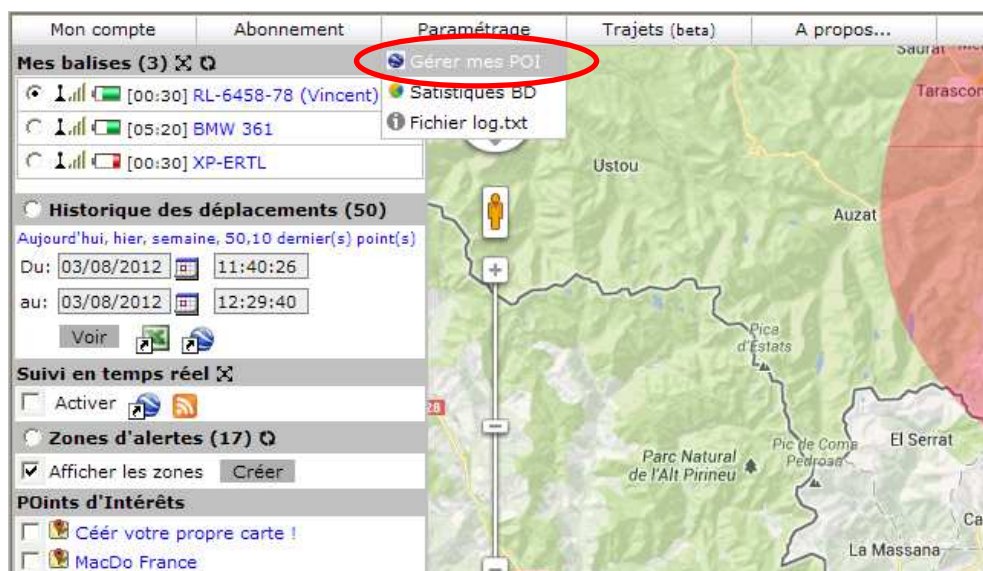 Mon compte Abonnement Paramétrage Trajets (beta) A propos...
Mes balises (3)
Gérer mes POI
Satistiques BD
Fichier log.txt
[00:30] RL-6458-78 (Vincent)
[05:20] BMW 361
[00:30] XP-ERTL
Historique des déplacements (50)
Aujourd'hui, hier, semaine, 50,10 dernier(s) point(s)
Du: 03/08/2012 11:40:26
au: 03/08/2012 12:29:40
Voir
Suivi en temps réel
Activer
Zones d'alertes (17)
Afficher les zones Créer
POints d'Intérêts
Céér votre propre carte !
MacDo France
Saurat
Tarascon
Ustou
Auzat
Pica
d'Estats
28
Parc Natural
de l'Alt Pirineu
Pic de Coma
Pedrosa
El Serrat
La Massana